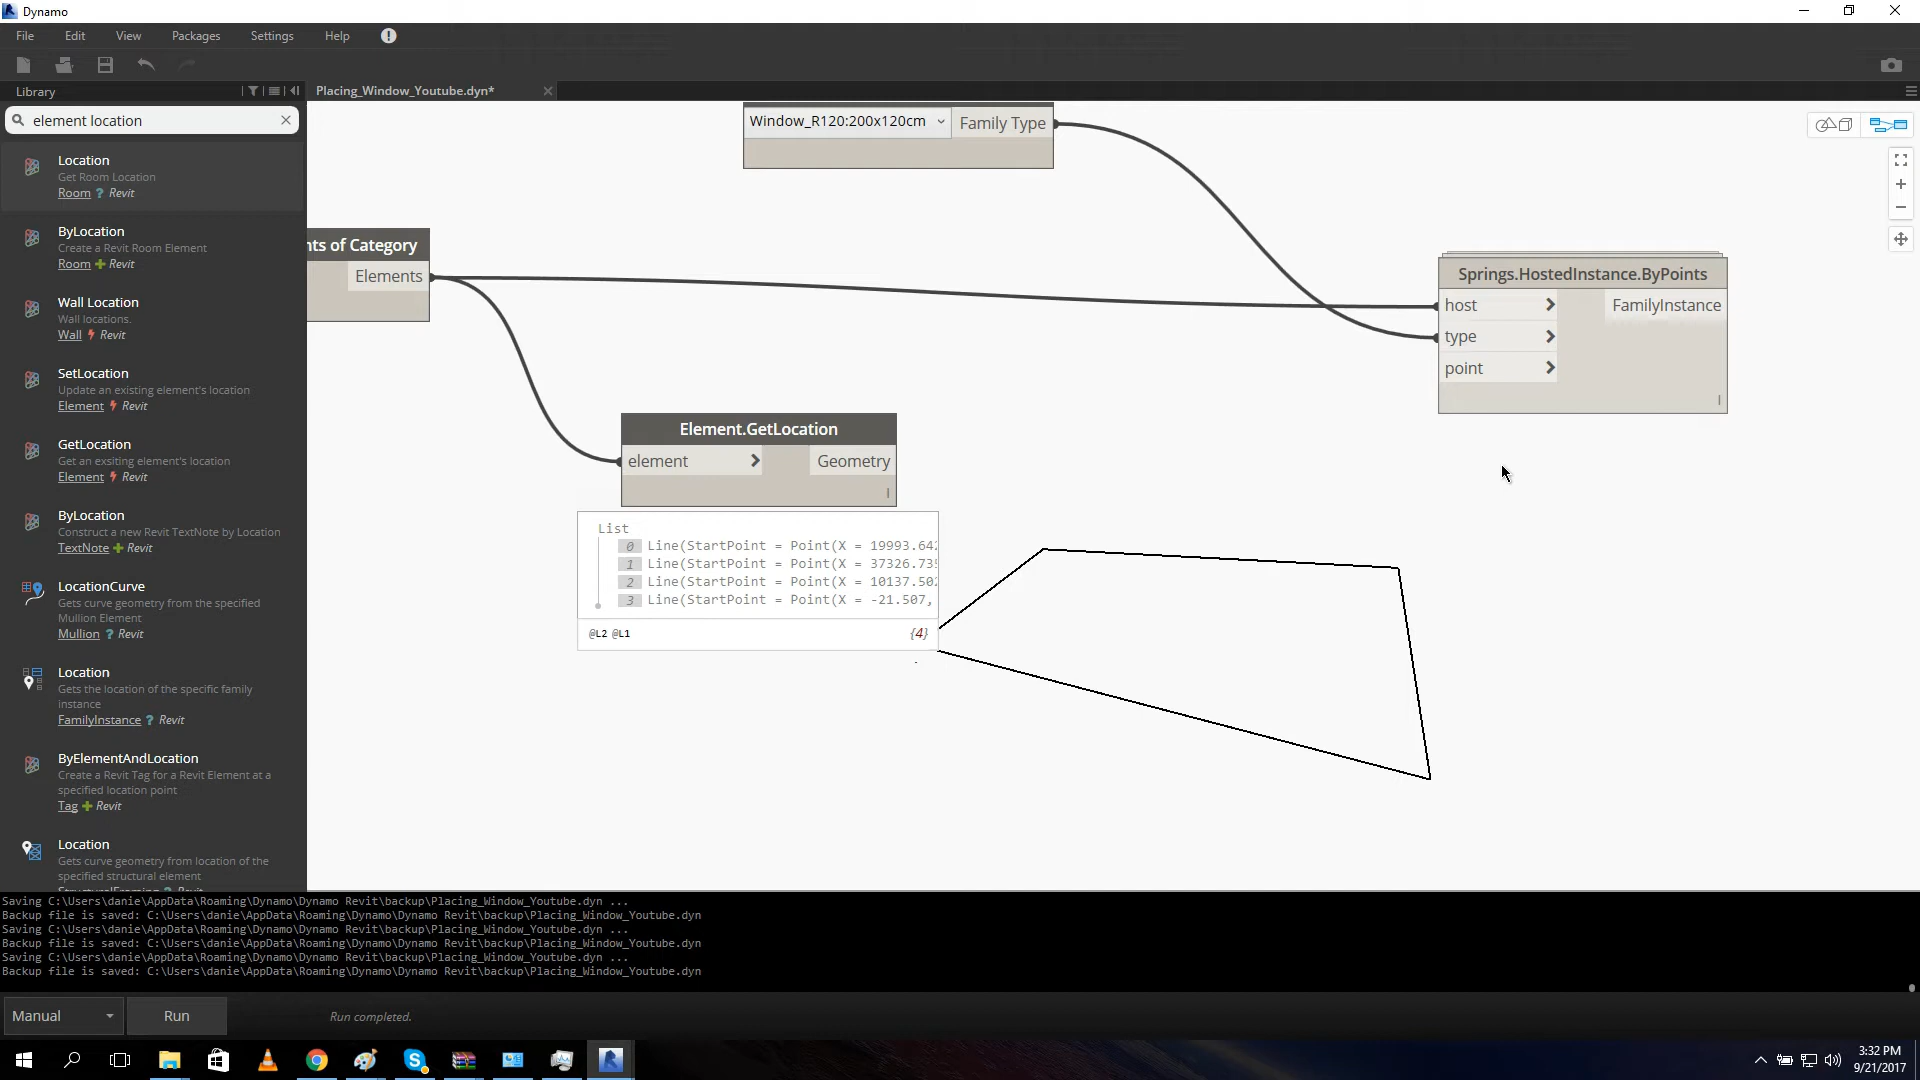 Dynamo
File Edit View Packages Settings Help
Library
Placing_Window_Youtube.dyn*
element location
Location
Get Room Location
Room ? Revit
ByLocation
Create a Revit Room Element
Room + Revit
Wall Location
Wall locations.
Wall Revit
SetLocation
Update an existing element's location
Element Revit
GetLocation
Get an exsiting element's location
Element Revit
ByLocation
Construct a new Revit TextNote by Location
TextNote + Revit
LocationCurve
Gets curve geometry from the specified
Mullion Element
Mullion ? Revit
Location
Gets the location of the specific family
instance
FamilyInstance ? Revit
ByElementAndLocation
Create a Revit Tag for a Revit Element at a
specified location point
Tag + Revit
Location
Gets curve geometry from location of the
specified structural element
StructuralFraming ? Revit
Window_R120:200x120cm Family Type
nts of Category
Elements
Springs.HostedInstance.ByPoints
host > FamilyInstance
type >
point >
l
Element.GetLocation
element > Geometry
l
List
0 Line(StartPoint = Point(X = 19993.642
1 Line(StartPoint = Point(X = 37326.735
2 Line(StartPoint = Point(X = 10137.502
3 Line(StartPoint = Point(X = -21.507,
@L2 @L1 {4}
Saving C:\Users\danie\AppData\Roaming\Dynamo\Dynamo Revit\backup\Placing_Window_Youtube.dyn ...
Backup file is saved: C:\Users\danie\AppData\Roaming\Dynamo\Dynamo Revit\backup\Placing_Window_Youtube.dyn
Saving C:\Users\danie\AppData\Roaming\Dynamo\Dynamo Revit\backup\Placing_Window_Youtube.dyn ...
Backup file is saved: C:\Users\danie\AppData\Roaming\Dynamo\Dynamo Revit\backup\Placing_Window_Youtube.dyn
Saving C:\Users\danie\AppData\Roaming\Dynamo\Dynamo Revit\backup\Placing_Window_Youtube.dyn ...
Backup file is saved: C:\Users\danie\AppData\Roaming\Dynamo\Dynamo Revit\backup\Placing_Window_Youtube.dyn
Manual Run Run completed.
3:32 PM
9/21/2017